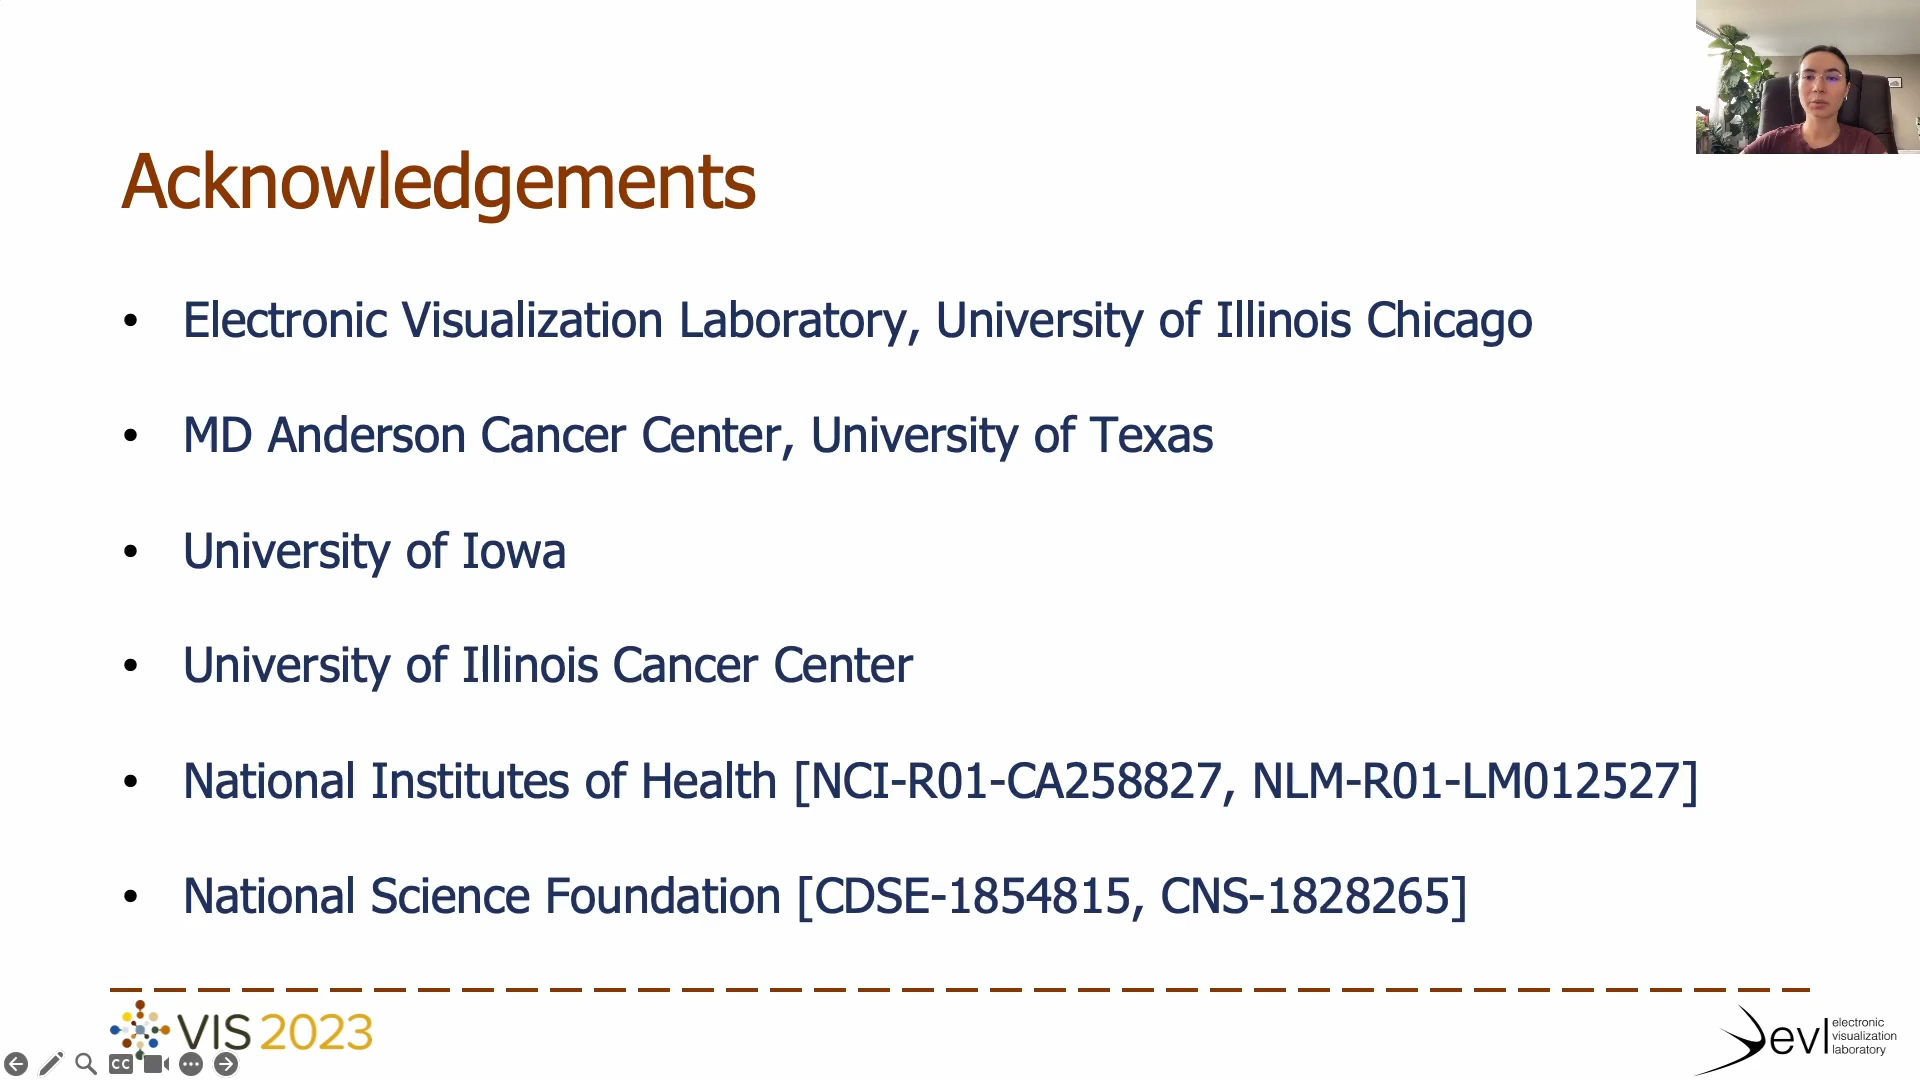 Acknowledgements
• Electronic Visualization Laboratory, University of Illinois Chicago
• MD Anderson Cancer Center, University of Texas
• University of Iowa
• University of Illinois Cancer Center
• National Institutes of Health [NCI-R01-CA258827, NLM-R01-LM012527]
• National Science Foundation [CDSE-1854815, CNS-1828265]
VIS 2023
CC
evl
electronic
visualization
laboratory